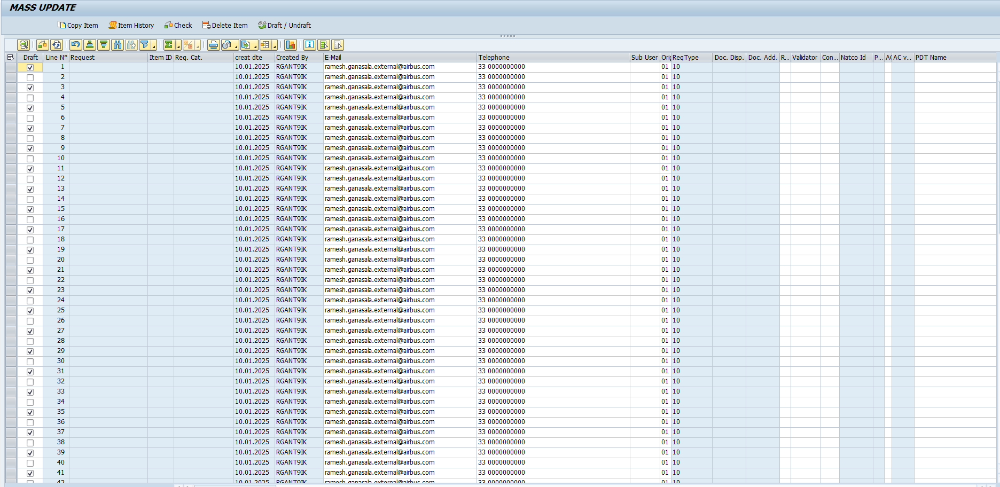 MASS UPDATE
Copy Item Item History Check Delete Item Draft / Undraft
Draft Line N° Request Item ID Req. Cat. creat dte Created By E-Mail Telephone Sub User Orig ReqType Doc. Disp. Doc. Add. R... Validator Con... Natco Id P... AC AC v... PDT Name
1 10.01.2025 RGANT9IK ramesh.ganasala.external@airbus.com 33 0000000000 01 10
2 10.01.2025 RGANT9IK ramesh.ganasala.external@airbus.com 33 0000000000 01 10
3 10.01.2025 RGANT9IK ramesh.ganasala.external@airbus.com 33 0000000000 01 10
4 10.01.2025 RGANT9IK ramesh.ganasala.external@airbus.com 33 0000000000 01 10
5 10.01.2025 RGANT9IK ramesh.ganasala.external@airbus.com 33 0000000000 01 10
6 10.01.2025 RGANT9IK ramesh.ganasala.external@airbus.com 33 0000000000 01 10
7 10.01.2025 RGANT9IK ramesh.ganasala.external@airbus.com 33 0000000000 01 10
8 10.01.2025 RGANT9IK ramesh.ganasala.external@airbus.com 33 0000000000 01 10
9 10.01.2025 RGANT9IK ramesh.ganasala.external@airbus.com 33 0000000000 01 10
10 10.01.2025 RGANT9IK ramesh.ganasala.external@airbus.com 33 0000000000 01 10
11 10.01.2025 RGANT9IK ramesh.ganasala.external@airbus.com 33 0000000000 01 10
12 10.01.2025 RGANT9IK ramesh.ganasala.external@airbus.com 33 0000000000 01 10
13 10.01.2025 RGANT9IK ramesh.ganasala.external@airbus.com 33 0000000000 01 10
14 10.01.2025 RGANT9IK ramesh.ganasala.external@airbus.com 33 0000000000 01 10
15 10.01.2025 RGANT9IK ramesh.ganasala.external@airbus.com 33 0000000000 01 10
16 10.01.2025 RGANT9IK ramesh.ganasala.external@airbus.com 33 0000000000 01 10
17 10.01.2025 RGANT9IK ramesh.ganasala.external@airbus.com 33 0000000000 01 10
18 10.01.2025 RGANT9IK ramesh.ganasala.external@airbus.com 33 0000000000 01 10
19 10.01.2025 RGANT9IK ramesh.ganasala.external@airbus.com 33 0000000000 01 10
20 10.01.2025 RGANT9IK ramesh.ganasala.external@airbus.com 33 0000000000 01 10
21 10.01.2025 RGANT9IK ramesh.ganasala.external@airbus.com 33 0000000000 01 10
22 10.01.2025 RGANT9IK ramesh.ganasala.external@airbus.com 33 0000000000 01 10
23 10.01.2025 RGANT9IK ramesh.ganasala.external@airbus.com 33 0000000000 01 10
24 10.01.2025 RGANT9IK ramesh.ganasala.external@airbus.com 33 0000000000 01 10
25 10.01.2025 RGANT9IK ramesh.ganasala.external@airbus.com 33 0000000000 01 10
26 10.01.2025 RGANT9IK ramesh.ganasala.external@airbus.com 33 0000000000 01 10
27 10.01.2025 RGANT9IK ramesh.ganasala.external@airbus.com 33 0000000000 01 10
28 10.01.2025 RGANT9IK ramesh.ganasala.external@airbus.com 33 0000000000 01 10
29 10.01.2025 RGANT9IK ramesh.ganasala.external@airbus.com 33 0000000000 01 10
30 10.01.2025 RGANT9IK ramesh.ganasala.external@airbus.com 33 0000000000 01 10
31 10.01.2025 RGANT9IK ramesh.ganasala.external@airbus.com 33 0000000000 01 10
32 10.01.2025 RGANT9IK ramesh.ganasala.external@airbus.com 33 0000000000 01 10
33 10.01.2025 RGANT9IK ramesh.ganasala.external@airbus.com 33 0000000000 01 10
34 10.01.2025 RGANT9IK ramesh.ganasala.external@airbus.com 33 0000000000 01 10
35 10.01.2025 RGANT9IK ramesh.ganasala.external@airbus.com 33 0000000000 01 10
36 10.01.2025 RGANT9IK ramesh.ganasala.external@airbus.com 33 0000000000 01 10
37 10.01.2025 RGANT9IK ramesh.ganasala.external@airbus.com 33 0000000000 01 10
38 10.01.2025 RGANT9IK ramesh.ganasala.external@airbus.com 33 0000000000 01 10
39 10.01.2025 RGANT9IK ramesh.ganasala.external@airbus.com 33 0000000000 01 10
40 10.01.2025 RGANT9IK ramesh.ganasala.external@airbus.com 33 0000000000 01 10
41 10.01.2025 RGANT9IK ramesh.ganasala.external@airbus.com 33 0000000000 01 10
42 10.01.2025 RGANT9IK ramesh.ganasala.external@airbus.com 33 0000000000 01 10